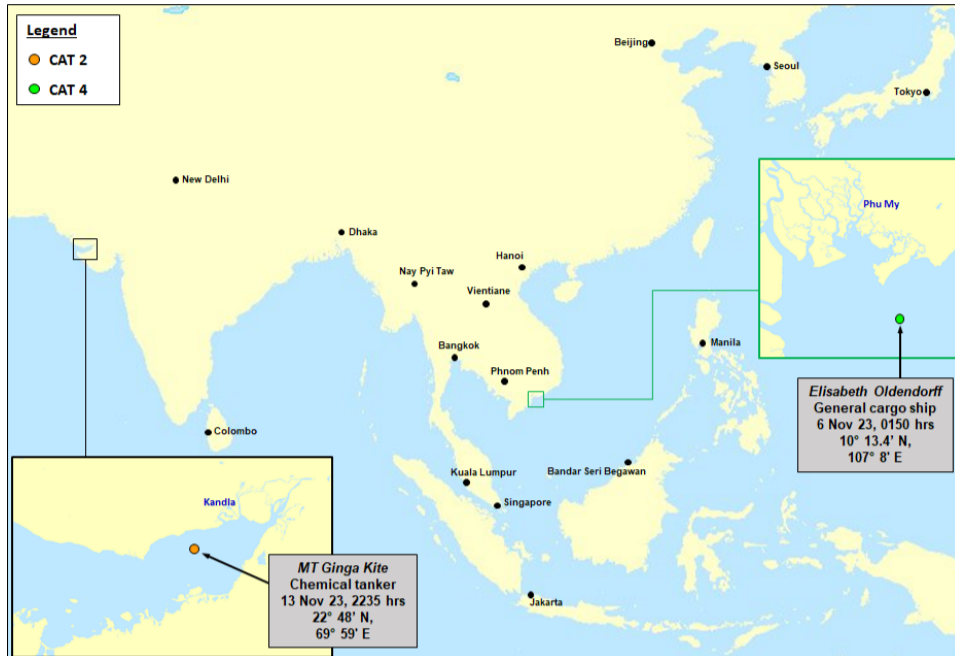 Legend
CAT 2
CAT 4
Beijing
Seoul
Tokyo
New Delhi
Phu My
Dhaka
Hanoi
Nay Pyi Taw
Vientiane
Manila
Bangkok
Phnom Penh
Elisabeth Oldendorff
General cargo ship
6 Nov 23, 0150 hrs
10° 13.4' N,
107° 8' E
Colombo
Kuala Lumpur
Bandar Seri Begawan
Singapore
Kandla
MT Ginga Kite
Chemical tanker
13 Nov 23, 2235 hrs
22° 48' N,
69° 59' E
Jakarta